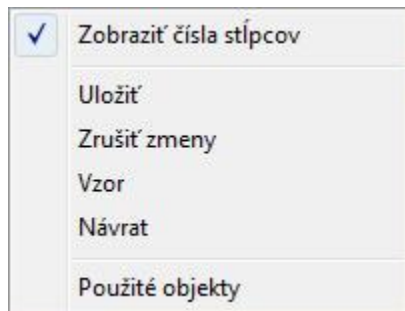 Zobraziť čísla stĺpcov
Uložiť
Zrušiť zmeny
Vzor
Návrat
Použité objekty